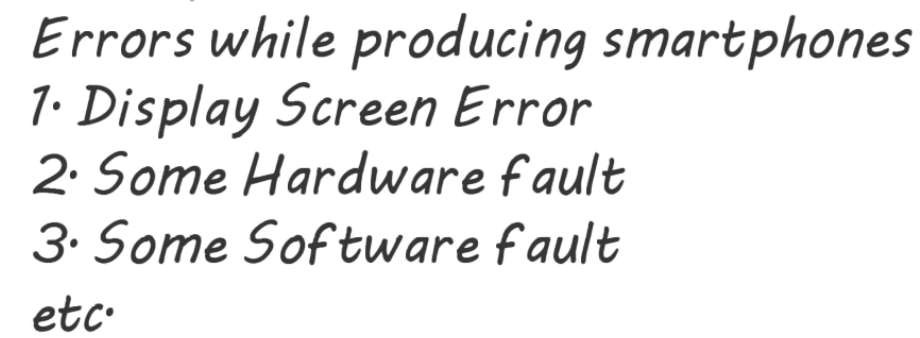 Errors while producing smartphones
1. Display Screen Error
2. Some Hardware fault
3. Some Software fault
etc.